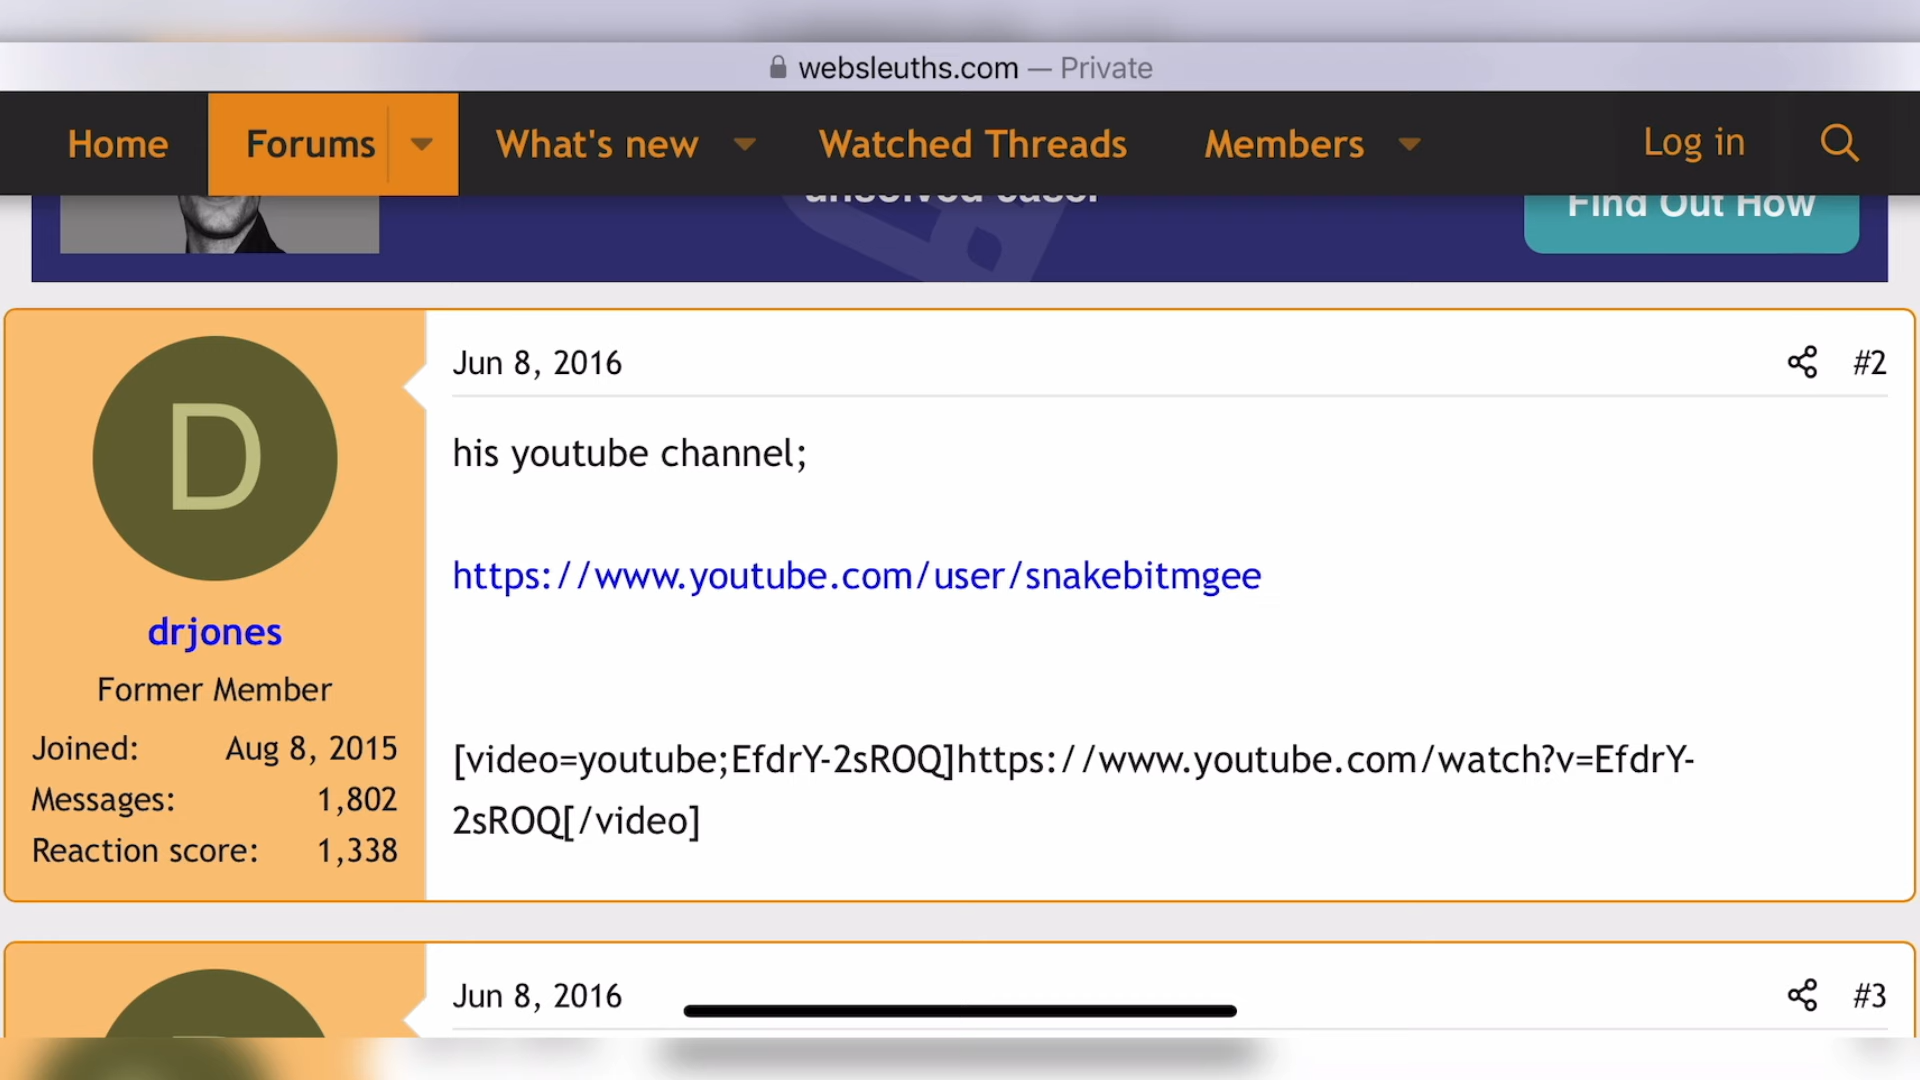 websleuths.com — Private
Home Forums What's new Watched Threads Members Log in
unsolved case.
Find Out How
D
drjones
Former Member
Joined: Aug 8, 2015
Messages: 1,802
Reaction score: 1,338
Jun 8, 2016 #2
his youtube channel;
https://www.youtube.com/user/snakebitmgee
[video=youtube;EfdrY-2sROQ]https://www.youtube.com/watch?v=EfdrY-
2sROQ[/video]
Jun 8, 2016 #3